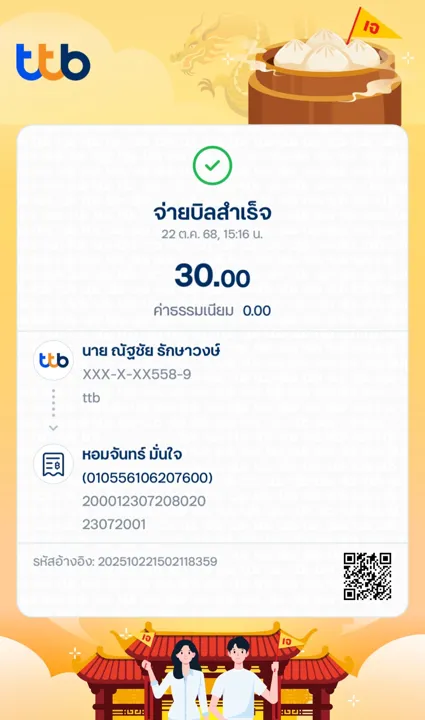 ttb
เจ
จ่ายบิลสำเร็จ
22 ต.ค. 68, 15:16 น.
30.00
ค่าธรรมเนียม 0.00
ttb
นาย ณัฐชัย รักษาวงษ์
XXX-X-XX558-9
ttb
หอมจันทร์ มั่นใจ
(010556106207600)
200012307208020
23072001
รหัสอ้างอิง: 202510221502118359
เจ
เจ